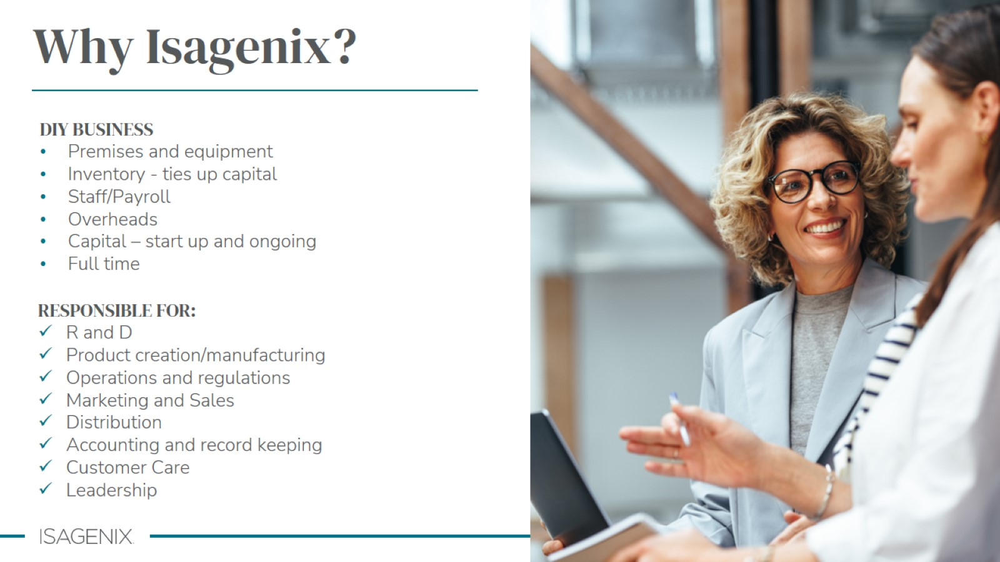 Why Isagenix?
DIY BUSINESS
• Premises and equipment
• Inventory - ties up capital
• Staff/Payroll
• Overheads
• Capital – start up and ongoing
• Full time
RESPONSIBLE FOR:
✓ R and D
✓ Product creation/manufacturing
✓ Operations and regulations
✓ Marketing and Sales
✓ Distribution
✓ Accounting and record keeping
✓ Customer Care
✓ Leadership
ISAGENIX